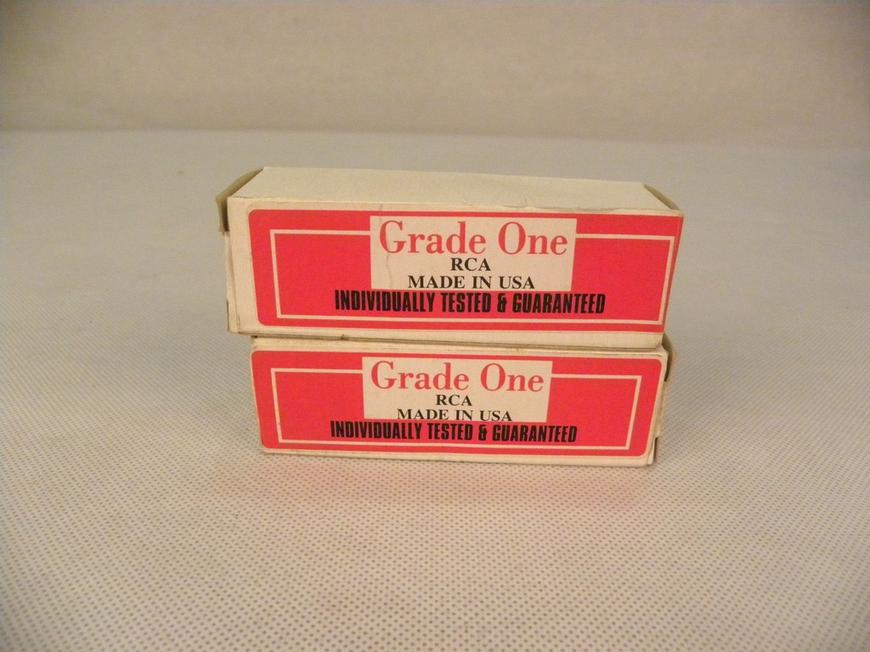 Grade One
RCA
MADE IN USA
INDIVIDUALLY TESTED & GUARANTEED
Grade One
RCA
MADE IN USA
INDIVIDUALLY TESTED & GUARANTEED